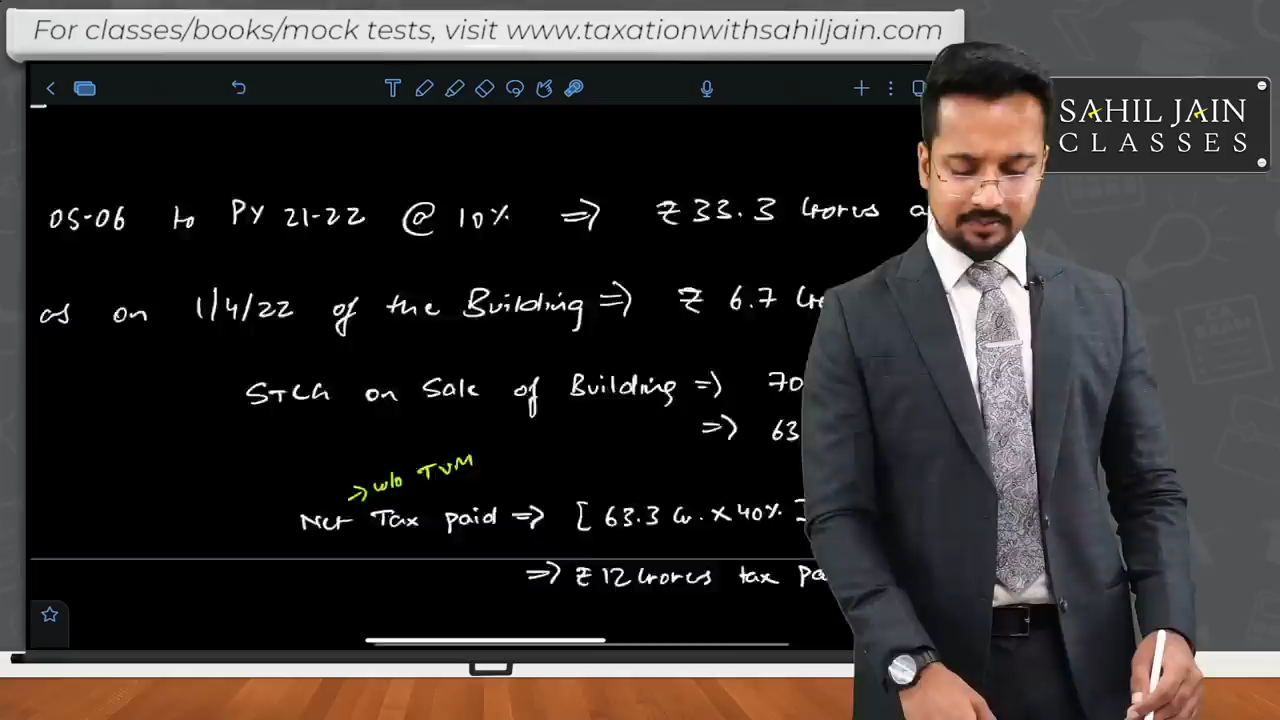 For classes/books/mock tests, visit www.taxationwithsahiljain.com
SAHIL JAIN
CLASSES
05-06 to PY 21-22 @ 10% => ₹ 33.3 Crores
as on 1/4/22 of the Building => ₹ 6.7
STCG on Sale of Building => 70
=> 63
-> w/o TVM
Net Tax paid => [ 63.3 Cr. X 40%
=> ₹ 12 Crores tax